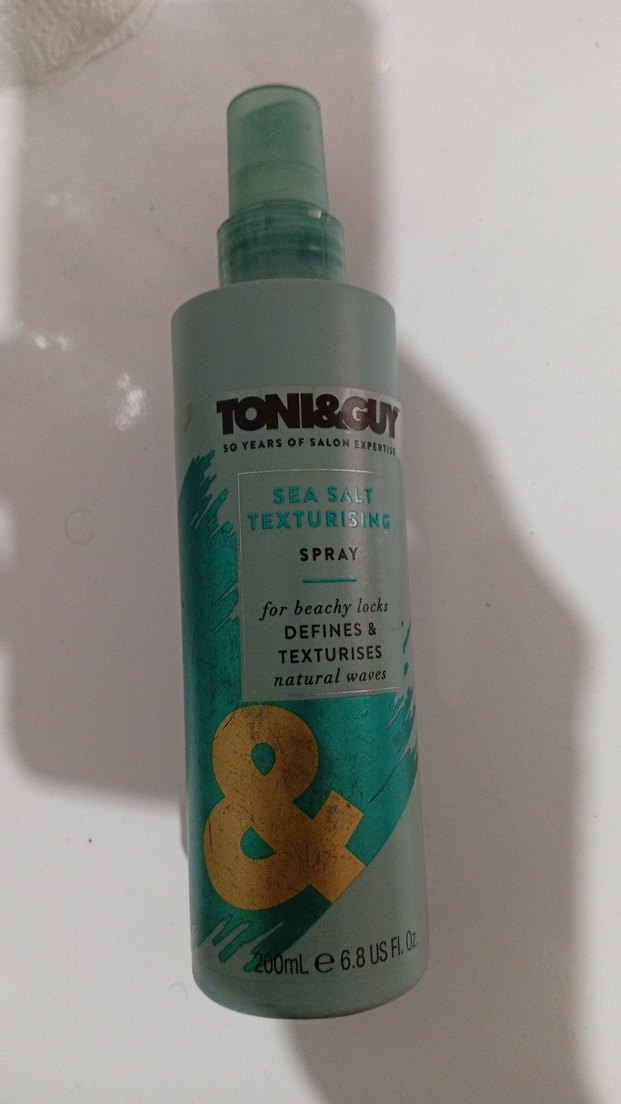 TONI&GUY
50 YEARS OF SALON EXPERTISE
SEA SALT
TEXTURISING
SPRAY
for beachy locks
DEFINES &
TEXTURISES
natural waves
&
200mL ℮ 6.8 US Fl. Oz.